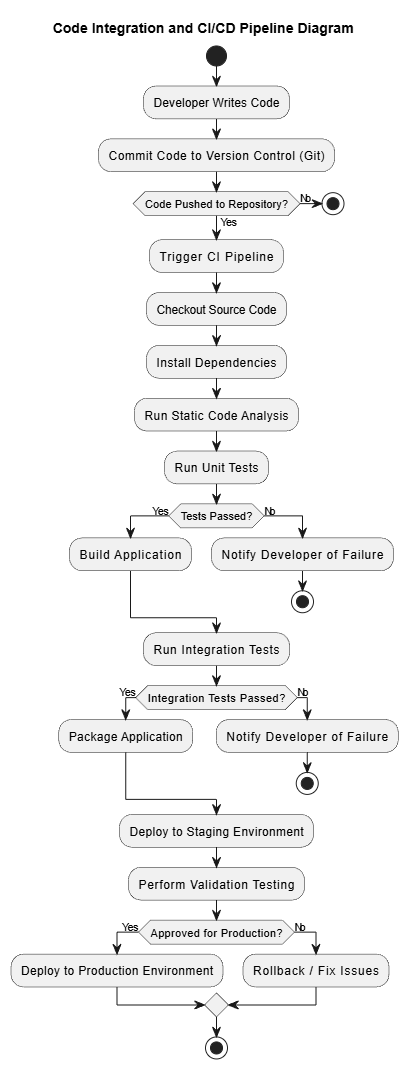 Code Integration and CI/CD Pipeline Diagram
Developer Writes Code
Commit Code to Version Control (Git)
Code Pushed to Repository?
No
Yes
Trigger CI Pipeline
Checkout Source Code
Install Dependencies
Run Static Code Analysis
Run Unit Tests
Yes
Tests Passed?
No
Build Application
Notify Developer of Failure
Run Integration Tests
Yes
Integration Tests Passed?
No
Package Application
Notify Developer of Failure
Deploy to Staging Environment
Perform Validation Testing
Yes
Approved for Production?
No
Deploy to Production Environment
Rollback / Fix Issues